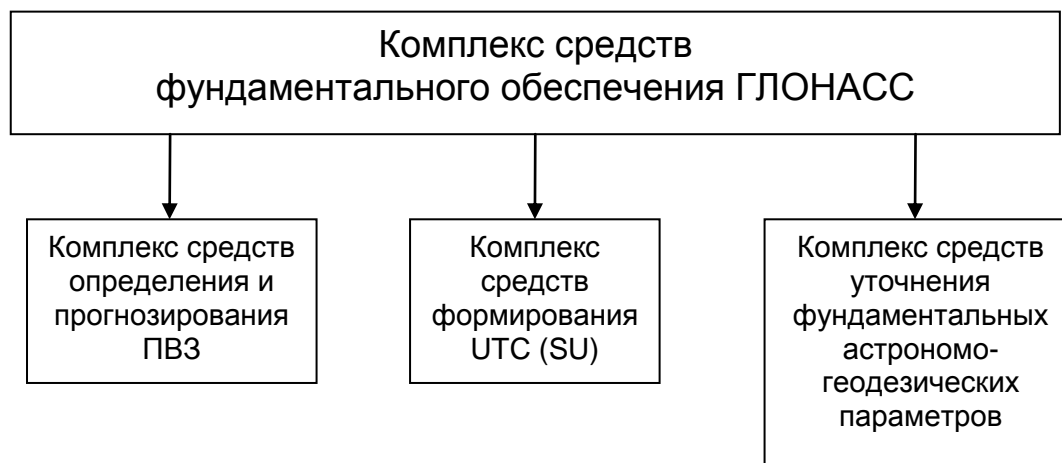 Комплекс средств
фундаментального обеспечения ГЛОНАСС
Комплекс средств
определения и
прогнозирования
ПВЗ
Комплекс
средств
формирования
UTC (SU)
Комплекс средств
уточнения
фундаментальных
астрономо-
геодезических
параметров